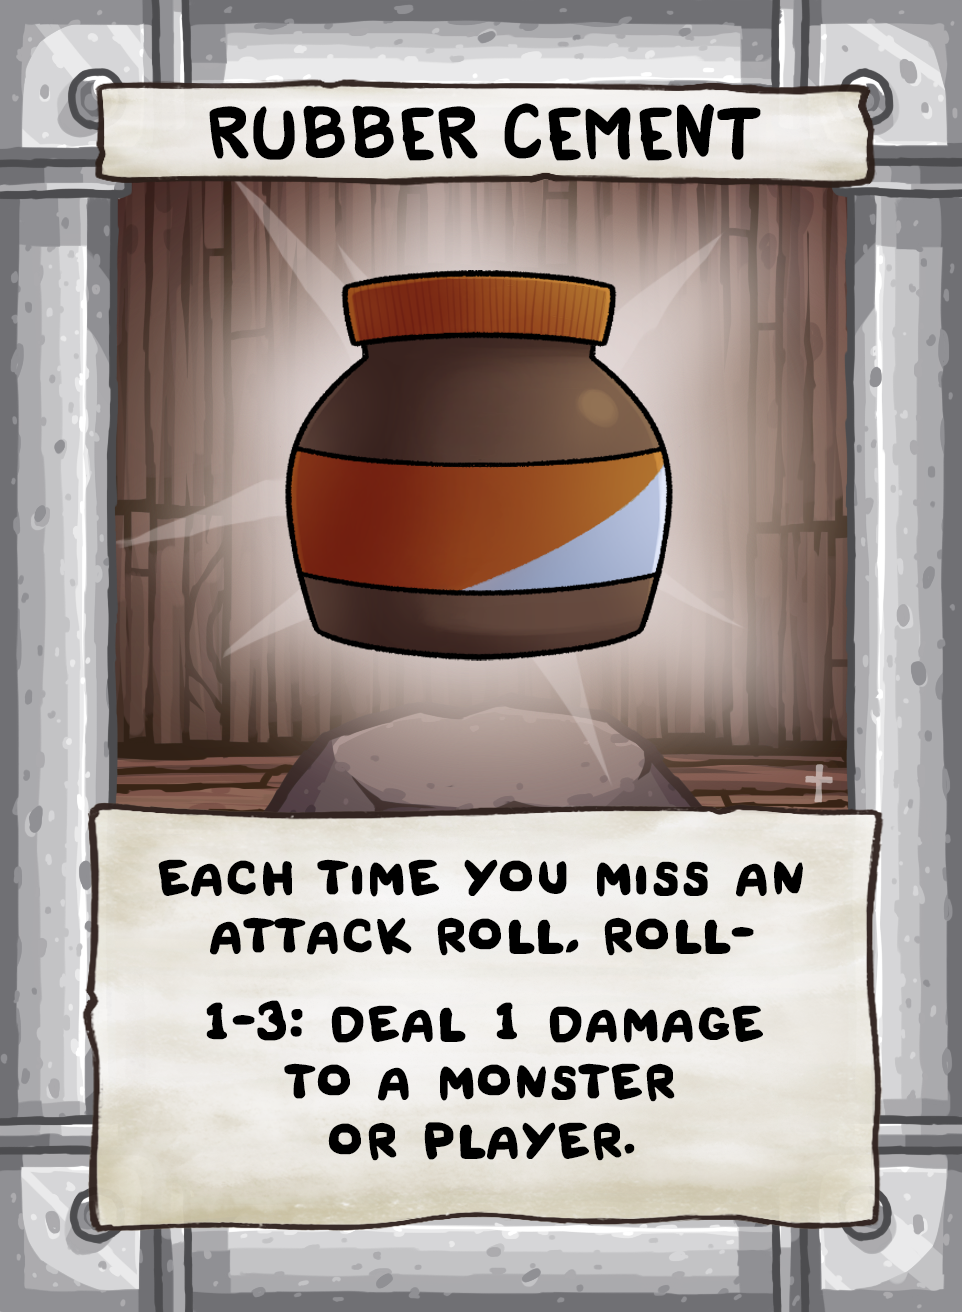 RUBBER CEMENT
EACH TIME YOU MISS AN
ATTACK ROLL, ROLL-
1-3: DEAL 1 DAMAGE
TO A MONSTER
OR PLAYER.